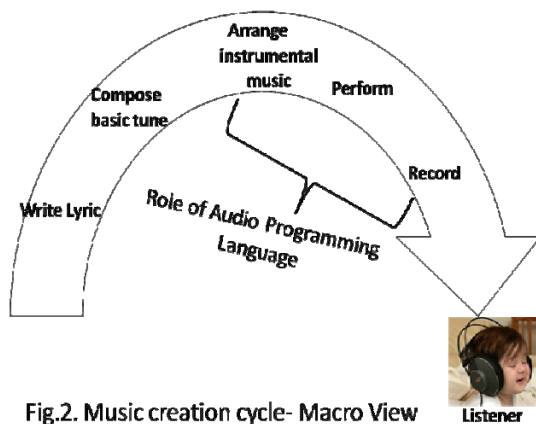 Arrange
instrumental
music
Compose
basic tune
Perform
Write Lyric
Record
Role of Audio Programming
Language
Fig.2. Music creation cycle- Macro View
Listener